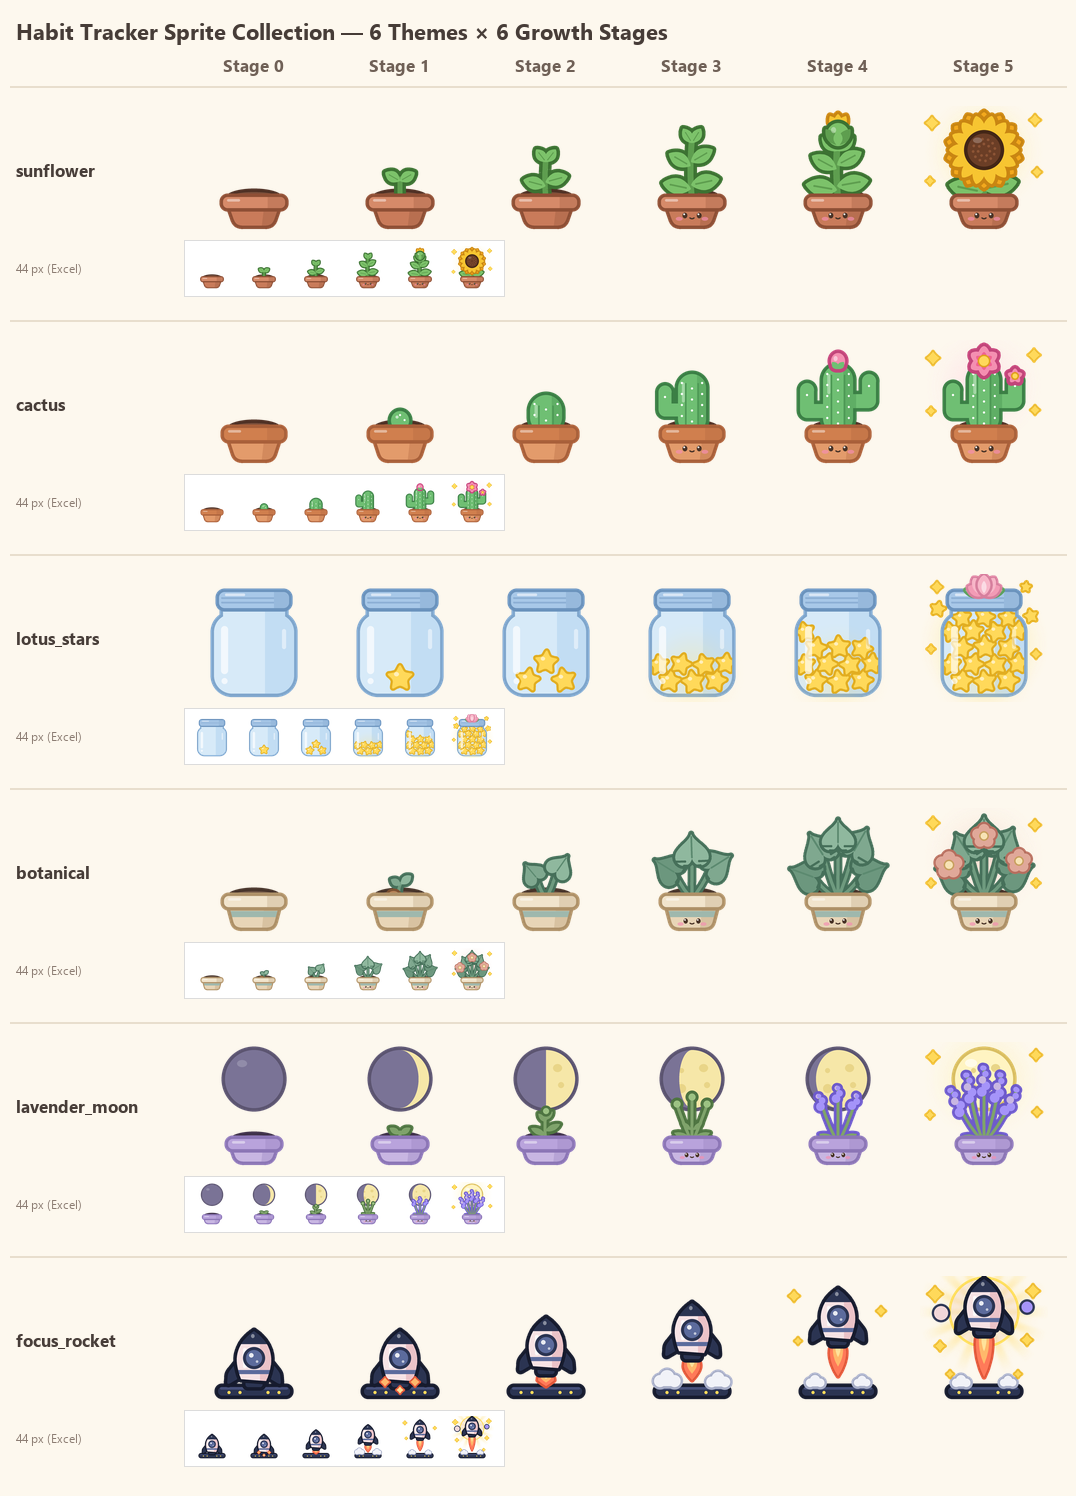 Habit Tracker Sprite Collection — 6 Themes × 6 Growth Stages
Stage 0 Stage 1 Stage 2 Stage 3 Stage 4 Stage 5
sunflower
44 px (Excel)
cactus
44 px (Excel)
lotus_stars
44 px (Excel)
botanical
44 px (Excel)
lavender_moon
44 px (Excel)
focus_rocket
44 px (Excel)